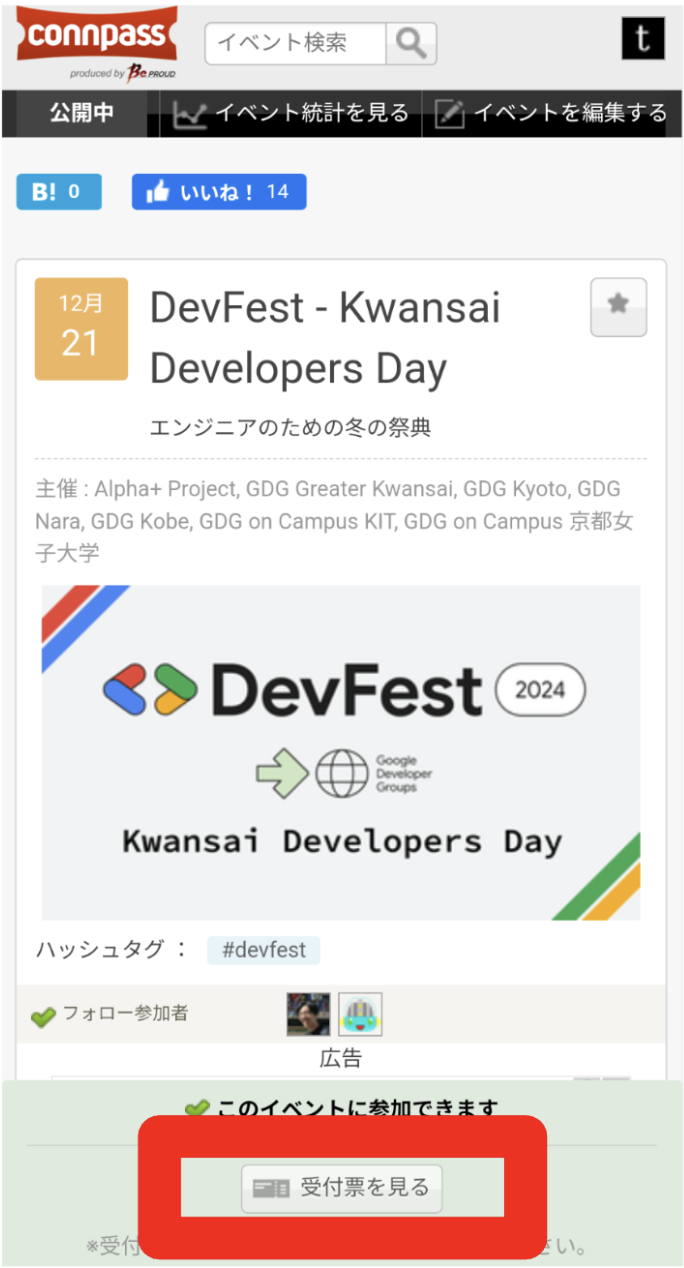 connpass
produced by Be PROUD
イベント検索
t
公開中
イベント統計を見る
イベントを編集する
B! 0
いいね！ 14
12月
21
DevFest - Kwansai
Developers Day
エンジニアのための冬の祭典
主催 : Alpha+ Project, GDG Greater Kwansai, GDG Kyoto, GDG
Nara, GDG Kobe, GDG on Campus KIT, GDG on Campus 京都女
子大学
DevFest 2024
Google
Developer
Groups
Kwansai Developers Day
ハッシュタグ ： #devfest
フォロー参加者
広告
このイベントに参加できます
受付票を見る
※受付
さい。